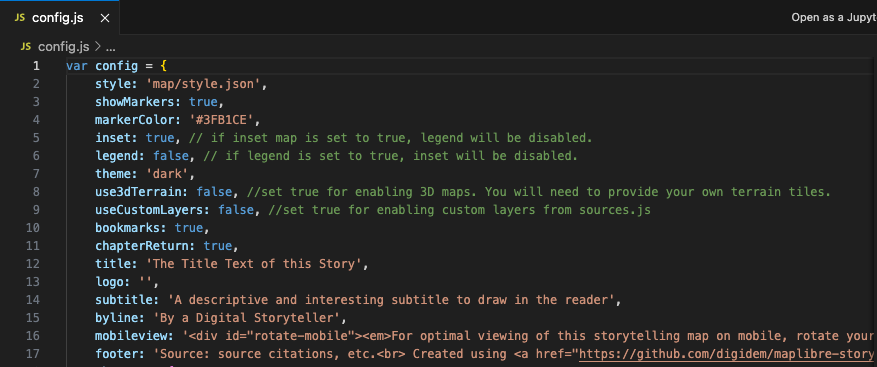 JS config.js ×
Open as a Jupyt
JS config.js > ...
1 var config = {
2 style: 'map/style.json',
3 showMarkers: true,
4 markerColor: '#3FB1CE',
5 inset: true, // if inset map is set to true, legend will be disabled.
6 legend: false, // if legend is set to true, inset will be disabled.
7 theme: 'dark',
8 use3dTerrain: false, //set true for enabling 3D maps. You will need to provide your own terrain tiles.
9 useCustomLayers: false, //set true for enabling custom layers from sources.js
10 bookmarks: true,
11 chapterReturn: true,
12 title: 'The Title Text of this Story',
13 logo: '',
14 subtitle: 'A descriptive and interesting subtitle to draw in the reader',
15 byline: 'By a Digital Storyteller',
16 mobileview: '<div id="rotate-mobile"><em>For optimal viewing of this storytelling map on mobile, rotate your
17 footer: 'Source: source citations, etc.<br> Created using <a href="https://github.com/digidem/maplibre-story